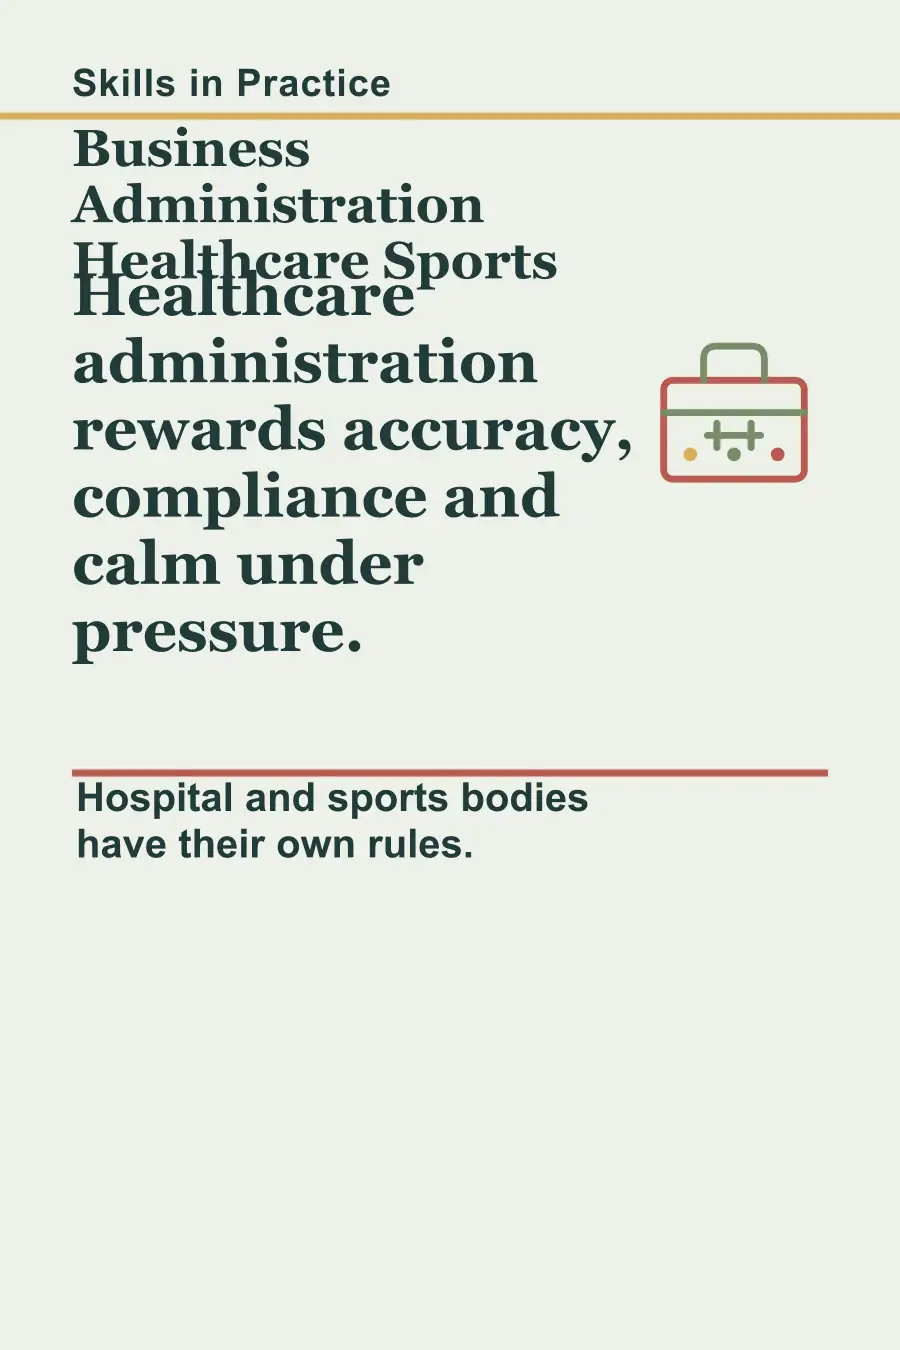 Skills in Practice
Business
Administration
Healthcare Sports
Healthcare
administration
rewards accuracy,
compliance and
calm under
pressure.
Hospital and sports bodies
have their own rules.